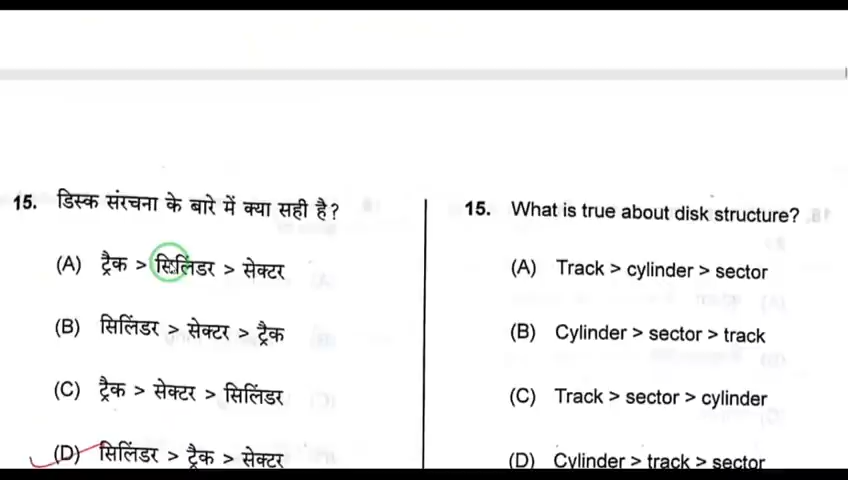 15. डिस्क संरचना के बारे में क्या सही है?
(A) ट्रैक > सिलिंडर > सेक्टर
(B) सिलिंडर > सेक्टर > ट्रैक
(C) ट्रैक > सेक्टर > सिलिंडर
(D) सिलिंडर > ट्रैक > सेक्टर
15. What is true about disk structure?
(A) Track > cylinder > sector
(B) Cylinder > sector > track
(C) Track > sector > cylinder
(D) Cylinder > track > sector